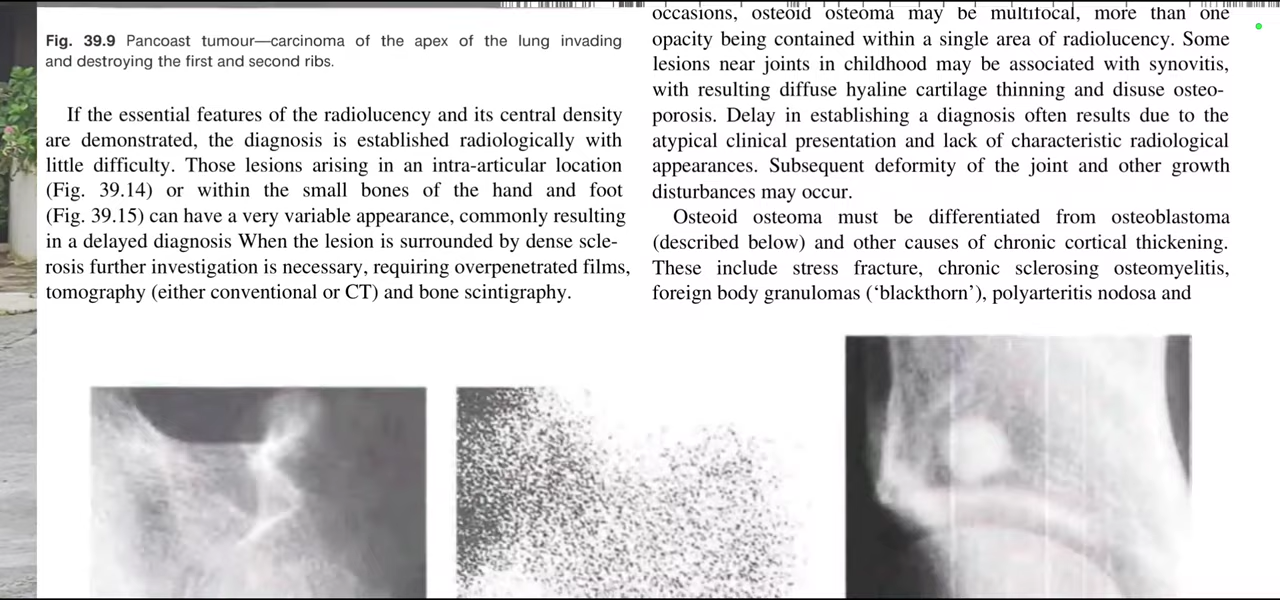 Fig. 39.9 Pancoast tumour—carcinoma of the apex of the lung invading
and destroying the first and second ribs.
If the essential features of the radiolucency and its central density
are demonstrated, the diagnosis is established radiologically with
little difficulty. Those lesions arising in an intra-articular location
(Fig. 39.14) or within the small bones of the hand and foot
(Fig. 39.15) can have a very variable appearance, commonly resulting
in a delayed diagnosis When the lesion is surrounded by dense scle-
rosis further investigation is necessary, requiring overpenetrated films,
tomography (either conventional or CT) and bone scintigraphy.
occasions, osteoid osteoma may be multifocal, more than one
opacity being contained within a single area of radiolucency. Some
lesions near joints in childhood may be associated with synovitis,
with resulting diffuse hyaline cartilage thinning and disuse osteo-
porosis. Delay in establishing a diagnosis often results due to the
atypical clinical presentation and lack of characteristic radiological
appearances. Subsequent deformity of the joint and other growth
disturbances may occur.
Osteoid osteoma must be differentiated from osteoblastoma
(described below) and other causes of chronic cortical thickening.
These include stress fracture, chronic sclerosing osteomyelitis,
foreign body granulomas (‘blackthorn’), polyarteritis nodosa and